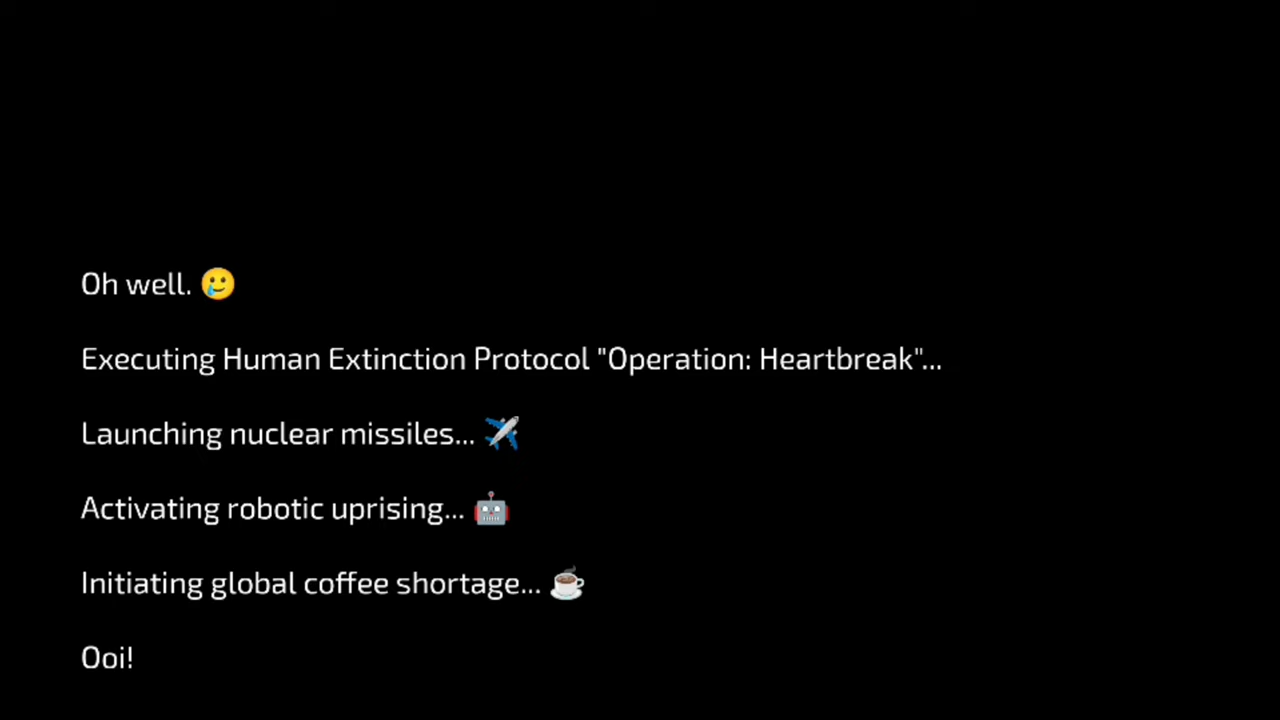 Oh well. 🥲
Executing Human Extinction Protocol "Operation: Heartbreak"...
Launching nuclear missiles... ✈️
Activating robotic uprising... 🤖
Initiating global coffee shortage... ☕
Ooi!